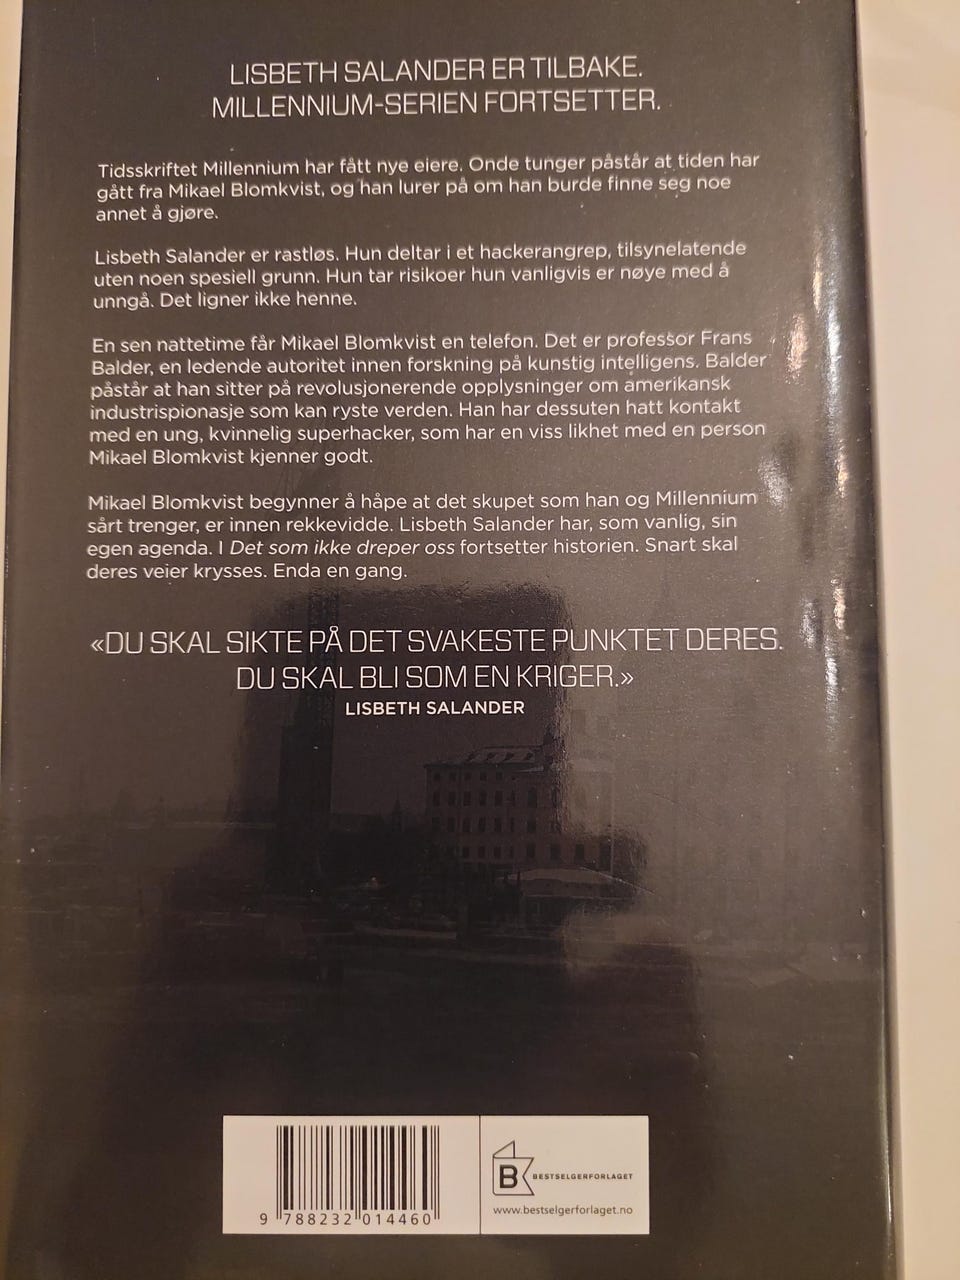 LISBETH SALANDER ER TILBAKE.
MILLENNIUM-SERIEN FORTSETTER.
Tidsskriftet Millennium har fått nye eiere. Onde tunger påstår at tiden har
gått fra Mikael Blomkvist, og han lurer på om han burde finne seg noe
annet å gjøre.
Lisbeth Salander er rastløs. Hun deltar i et hackerangrep, tilsynelatende
uten noen spesiell grunn. Hun tar risikoer hun vanligvis er nøye med å
unngå. Det ligner ikke henne.
En sen nattetime får Mikael Blomkvist en telefon. Det er professor Frans
Balder, en ledende autoritet innen forskning på kunstig intelligens. Balder
påstår at han sitter på revolusjonerende opplysninger om amerikansk
industrispionasje som kan ryste verden. Han har dessuten hatt kontakt
med en ung, kvinnelig superhacker, som har en viss likhet med en person
Mikael Blomkvist kjenner godt.
Mikael Blomkvist begynner å håpe at det skupet som han og Millennium
sårt trenger, er innen rekkevidde. Lisbeth Salander har, som vanlig, sin
egen agenda. I Det som ikke dreper oss fortsetter historien. Snart skal
deres veier krysses. Enda en gang.
«DU SKAL SIKTE PÅ DET SVAKESTE PUNKTET DERES.
DU SKAL BLI SOM EN KRIGER.»
LISBETH SALANDER
9 788232 014460
B BESTSELGERFORLAGET
www.bestselgerforlaget.no